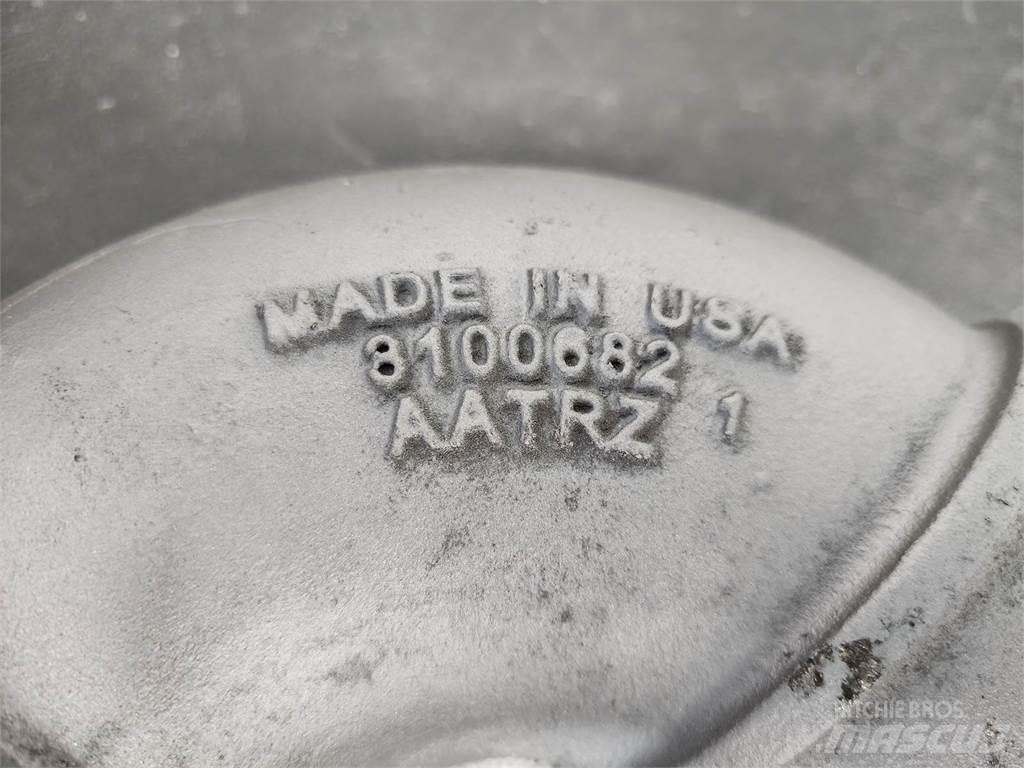 MADE IN USA
8100682
AATRZ 1
RITCHIE BROS.
MASCUS